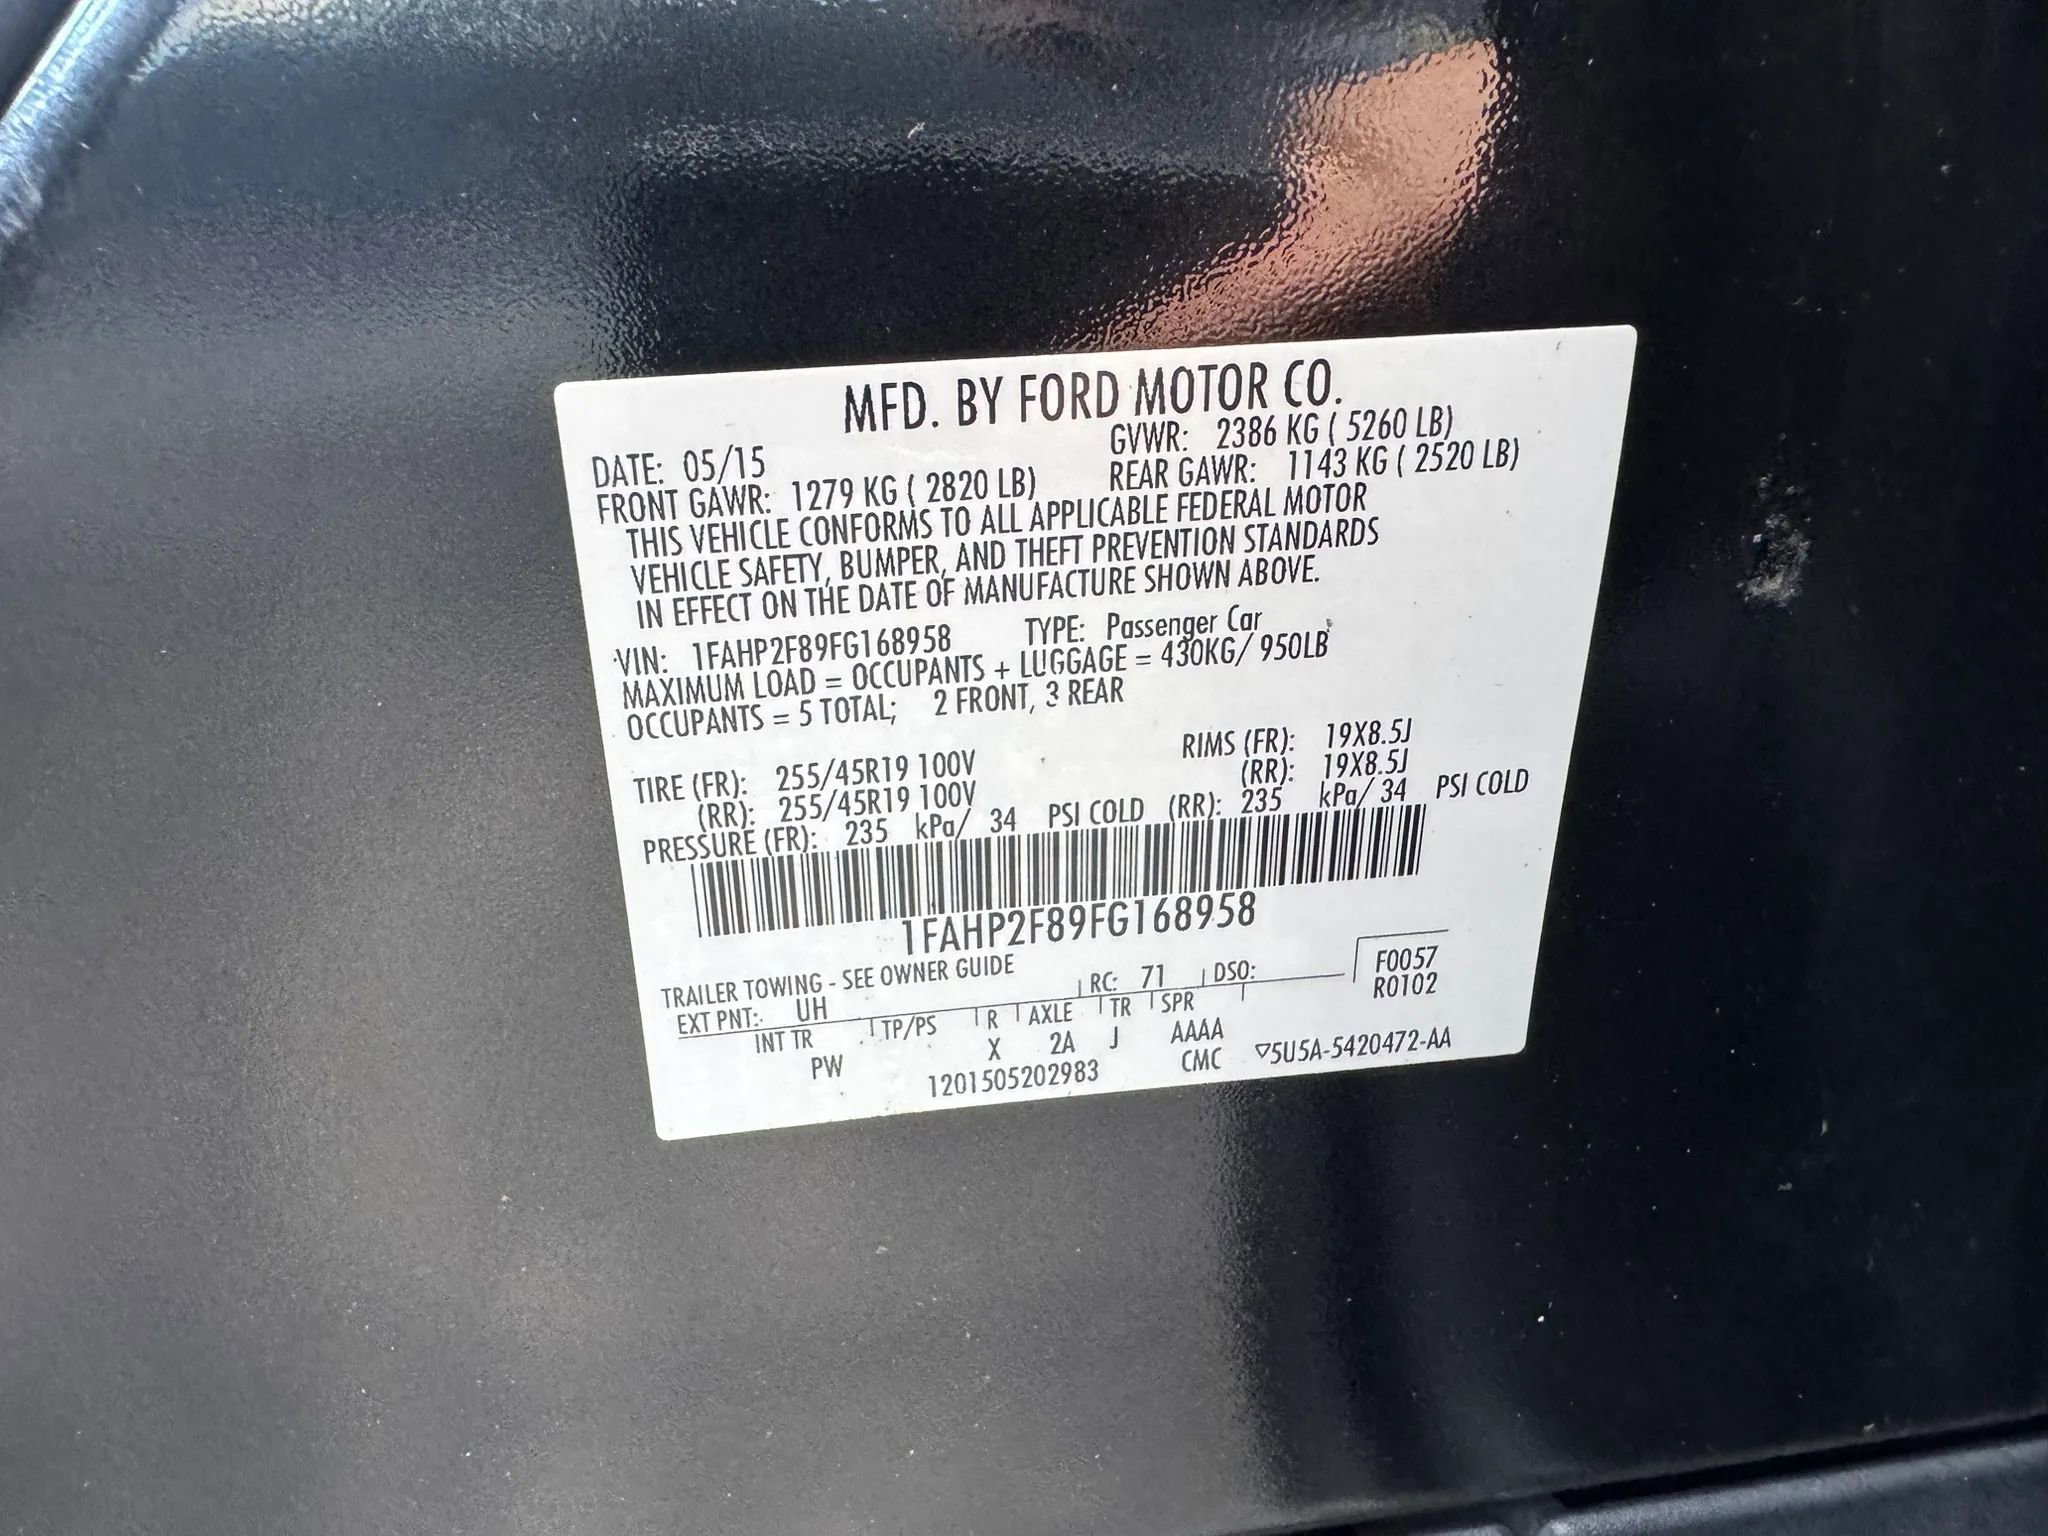 MFD. BY FORD MOTOR CO.
DATE: 05/15 GVWR: 2386 KG ( 5260 LB)
FRONT GAWR: 1279 KG ( 2820 LB) REAR GAWR: 1143 KG ( 2520 LB)
THIS VEHICLE CONFORMS TO ALL APPLICABLE FEDERAL MOTOR
VEHICLE SAFETY, BUMPER, AND THEFT PREVENTION STANDARDS
IN EFFECT ON THE DATE OF MANUFACTURE SHOWN ABOVE.
VIN: 1FAHP2F89FG168958 TYPE: Passenger Car
MAXIMUM LOAD = OCCUPANTS + LUGGAGE = 430KG/ 950LB
OCCUPANTS = 5 TOTAL; 2 FRONT, 3 REAR
TIRE (FR): 255/45R19 100V RIMS (FR): 19X8.5J
(RR): 255/45R19 100V (RR): 19X8.5J
PRESSURE (FR): 235 kPa/ 34 PSI COLD (RR): 235 kPa/ 34 PSI COLD
1FAHP2F89FG168958
TRAILER TOWING - SEE OWNER GUIDE
EXT PNT: UH RC: 71 DSO: F0057
R0102
INT TR TP/PS R AXLE TR SPR
PW X 2A J AAAA
1201505202983 CMC ▽5U5A-5420472-AA